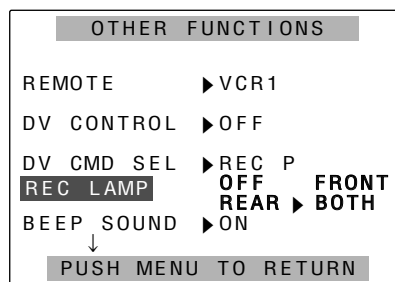 OTHER FUNCTIONS
REMOTE ▶VCR1
DV CONTROL ▶OFF
DV CMD SEL ▶REC P
REC LAMP OFF FRONT
REAR ▶ BOTH
BEEP SOUND ▶ON
↓
PUSH MENU TO RETURN